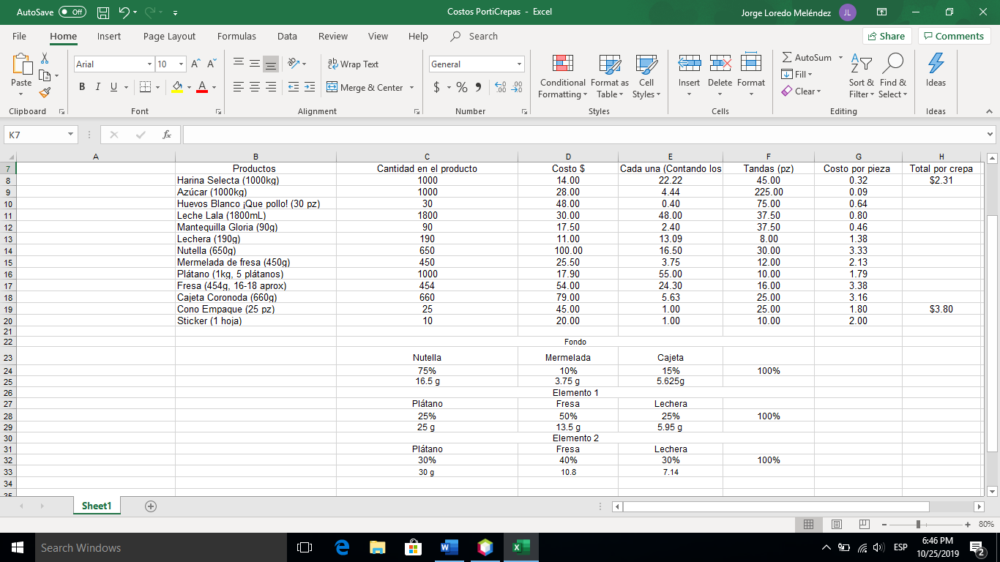 AutoSave Off Costos PortiCrepas - Excel Jorge Loredo Meléndez JL
File Home Insert Page Layout Formulas Data Review View Help Search Share Comments
Arial 10 Wrap Text General AutoSum
Paste Fill
B I U Merge & Center $ % Conditional Formatting Format as Table Cell Styles Insert Delete Format Clear Sort & Filter Find & Select Ideas
Clipboard Font Alignment Number Styles Cells Editing Ideas
K7 fx
A B C D E F G H
7 Productos Cantidad en el producto Costo $ Cada una (Contando los Tandas (pz) Costo por pieza Total por crepa
8 Harina Selecta (1000kg) 1000 14.00 22.22 45.00 0.32 $2.31
9 Azúcar (1000kg) 1000 28.00 4.44 225.00 0.09
10 Huevos Blanco ¡Que pollo! (30 pz) 30 48.00 0.40 75.00 0.64
11 Leche Lala (1800mL) 1800 30.00 48.00 37.50 0.80
12 Mantequilla Gloria (90g) 90 17.50 2.40 37.50 0.46
13 Lechera (190g) 190 11.00 13.09 8.00 1.38
14 Nutella (650g) 650 100.00 16.50 30.00 3.33
15 Mermelada de fresa (450g) 450 25.50 3.75 12.00 2.13
16 Plátano (1kg, 5 plátanos) 1000 17.90 55.00 10.00 1.79
17 Fresa (454g, 16-18 aprox) 454 54.00 24.30 16.00 3.38
18 Cajeta Coronoda (660g) 660 79.00 5.63 25.00 3.16
19 Cono Empaque (25 pz) 25 45.00 1.00 25.00 1.80 $3.80
20 Sticker (1 hoja) 10 20.00 1.00 10.00 2.00
21
22 Fondo
23 Nutella Mermelada Cajeta
24 75% 10% 15% 100%
25 16.5 g 3.75 g 5.625g
26 Elemento 1
27 Plátano Fresa Lechera
28 25% 50% 25% 100%
29 25 g 13.5 g 5.95 g
30 Elemento 2
31 Plátano Fresa Lechera
32 30% 40% 30% 100%
33 30 g 10.8 7.14
34
Sheet1
80%
Search Windows ESP 6:46 PM
10/25/2019 2